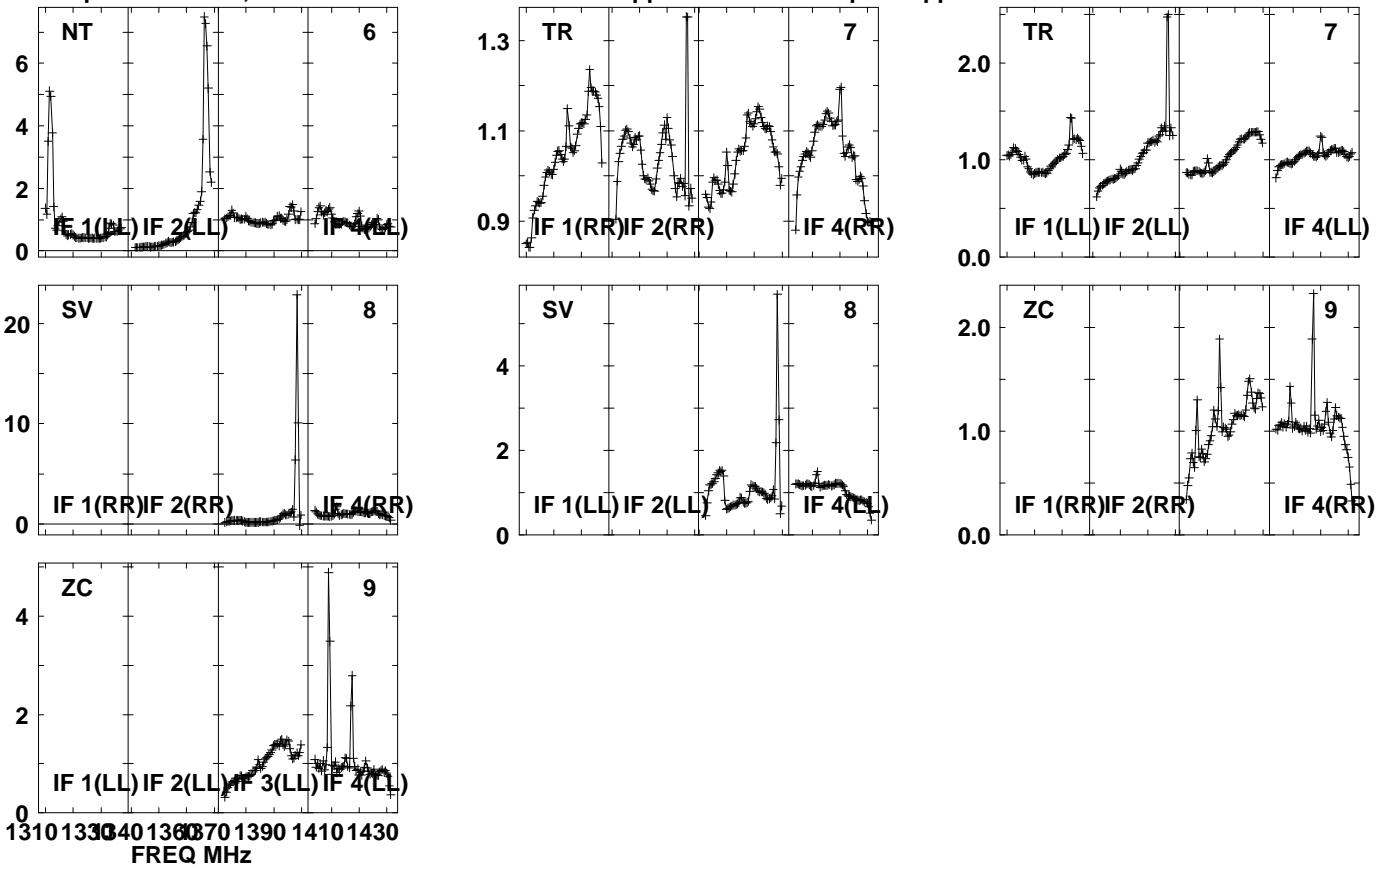 NT 6
6
4
2
0
IF 1(LL) IF 2(LL) IF 4(LL)
TR 7
1.3
1.1
0.9
IF 1(RR) IF 2(RR) IF 4(RR)
TR 7
2.0
1.0
0.0
IF 1(LL) IF 2(LL) IF 4(LL)
SV 8
20
10
0
IF 1(RR) IF 2(RR) IF 4(RR)
SV 8
4
2
0
IF 1(LL) IF 2(LL) IF 4(LL)
ZC 9
2.0
1.0
0.0
IF 1(RR) IF 2(RR) IF 4(RR)
ZC 9
4
2
0
IF 1(LL) IF 2(LL) IF 3(LL) IF 4(LL)
1310 1330 1340 1360 1370 1390 1410 1430
FREQ MHz